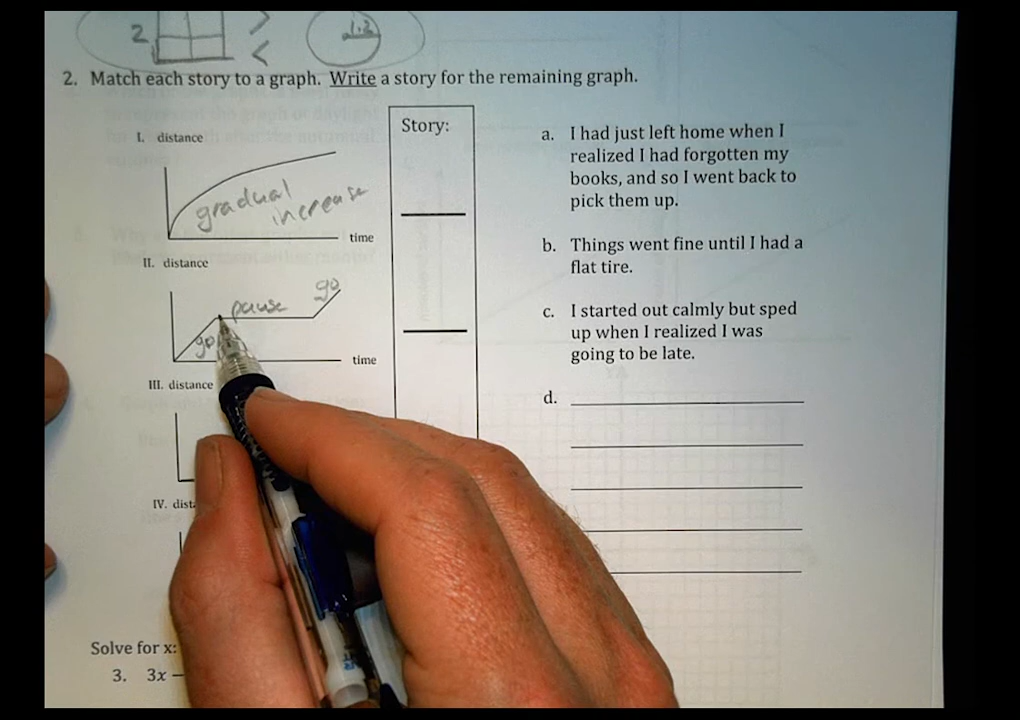 2
>
<
1.2
2. Match each story to a graph. Write a story for the remaining graph.
Story:
I. distance
gradual
increase
time
II. distance
go
pause
go
time
III. distance
IV. dist
a. I had just left home when I
realized I had forgotten my
books, and so I went back to
pick them up.
b. Things went fine until I had a
flat tire.
c. I started out calmly but sped
up when I realized I was
going to be late.
d.
Solve for x:
3. 3x –